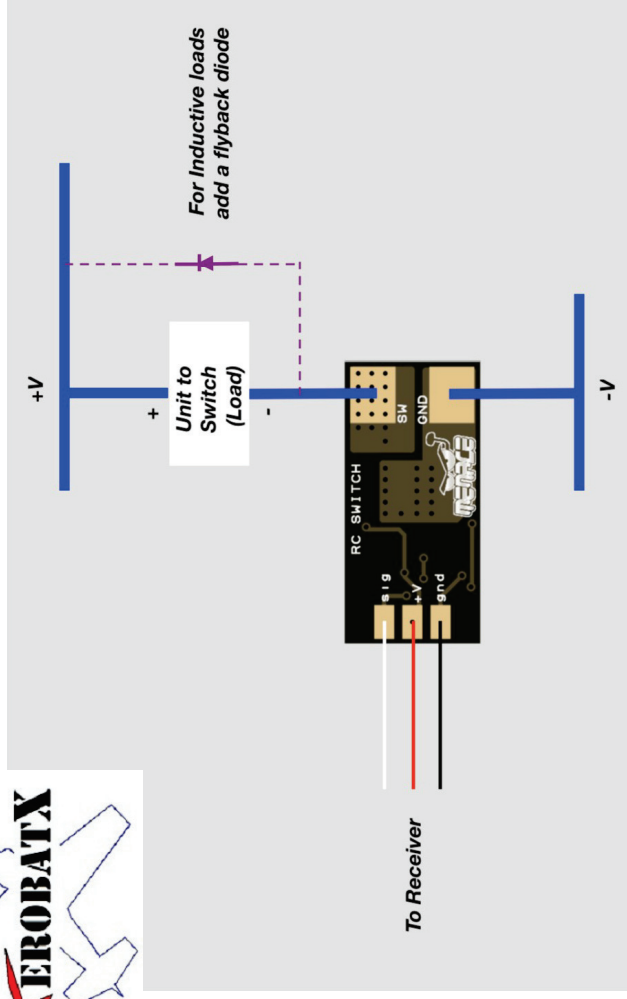 +V
For Inductive loads
add a flyback diode
+
Unit to
Switch
(Load)
-
SW
GND
RC SWITCH
MENACE
sig
+V
gnd
-V
To Receiver
EROBATX